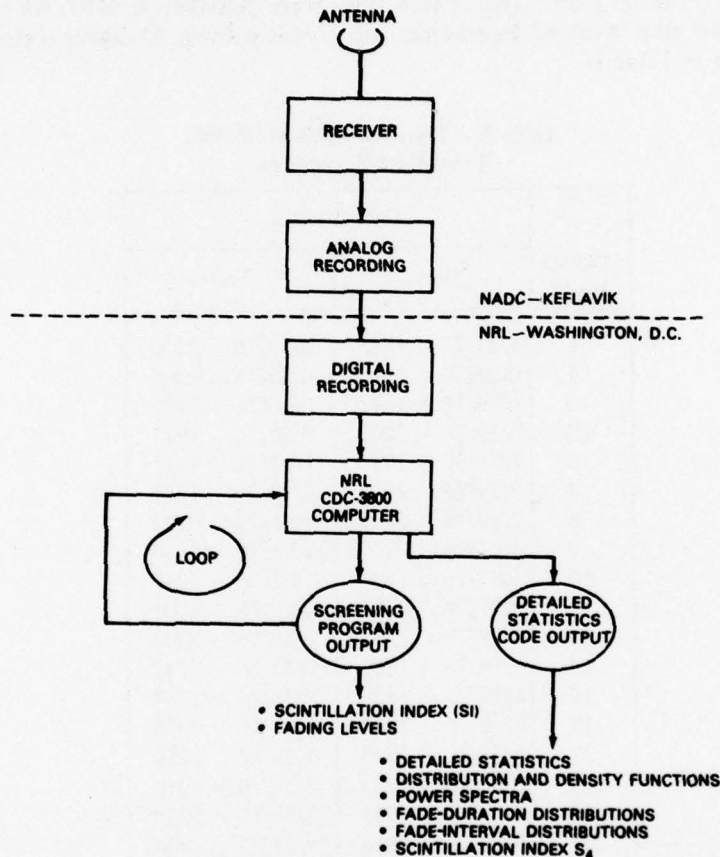 ANTENNA
RECEIVER
ANALOG
RECORDING
NADC—KEFLAVIK
NRL—WASHINGTON, D.C.
DIGITAL
RECORDING
NRL
CDC-3800
COMPUTER
LOOP
SCREENING
PROGRAM
OUTPUT
DETAILED
STATISTICS
CODE OUTPUT
• SCINTILLATION INDEX (SI)
• FADING LEVELS
• DETAILED STATISTICS
• DISTRIBUTION AND DENSITY FUNCTIONS
• POWER SPECTRA
• FADE-DURATION DISTRIBUTIONS
• FADE-INTERVAL DISTRIBUTIONS
• SCINTILLATION INDEX S₄